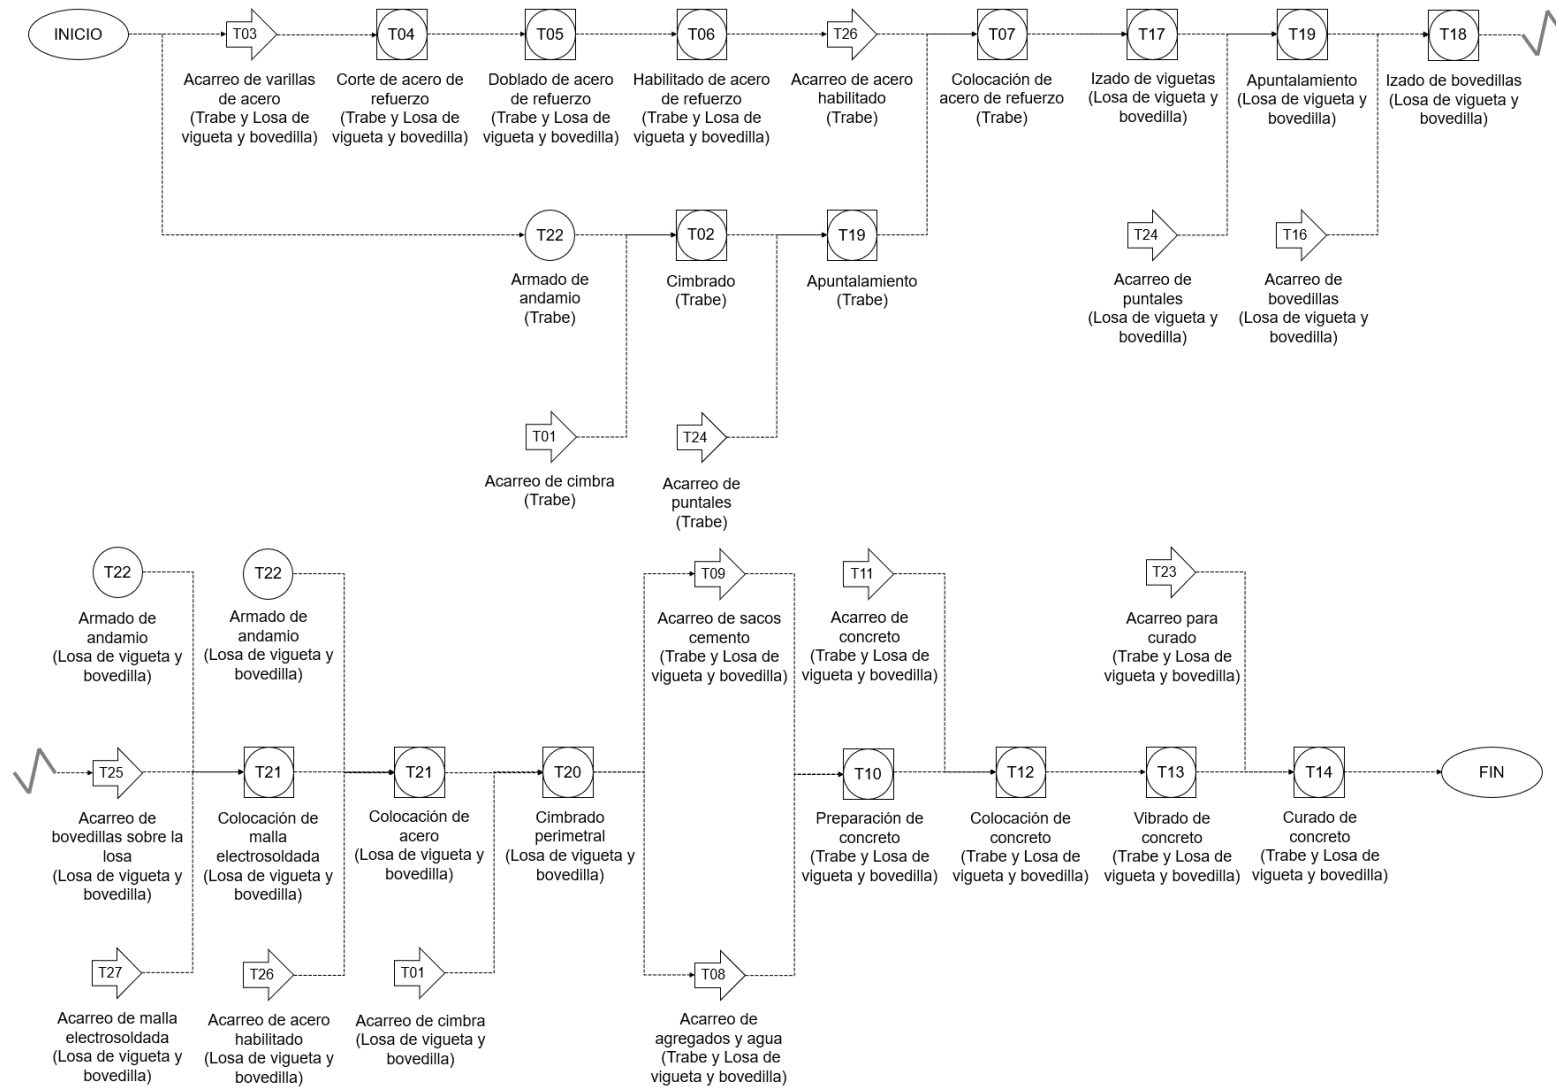 INICIO
T03
Acarreo de varillas
de acero
(Trabe y Losa de
vigueta y bovedilla)
T04
Corte de acero de
refuerzo
(Trabe y Losa de
vigueta y bovedilla)
T05
Doblado de acero
de refuerzo
(Trabe y Losa de
vigueta y bovedilla)
T06
Habilitado de acero
de refuerzo
(Trabe y Losa de
vigueta y bovedilla)
T26
Acarreo de acero
habilitado
(Trabe)
T07
Colocación de
acero de refuerzo
(Trabe)
T17
Izado de viguetas
(Losa de vigueta y
bovedilla)
T19
Apuntalamiento
(Losa de vigueta y
bovedilla)
T18
Izado de bovedillas
(Losa de vigueta y
bovedilla)
T22
Armado de
andamio
(Trabe)
T02
Cimbrado
(Trabe)
T19
Apuntalamiento
(Trabe)
T24
Acarreo de
puntales
(Losa de vigueta y
bovedilla)
T16
Acarreo de
bovedillas
(Losa de vigueta y
bovedilla)
T01
Acarreo de cimbra
(Trabe)
T24
Acarreo de
puntales
(Trabe)
T22
Armado de
andamio
(Losa de vigueta y
bovedilla)
T22
Armado de
andamio
(Losa de vigueta y
bovedilla)
T09
Acarreo de sacos
cemento
(Trabe y Losa de
vigueta y bovedilla)
T11
Acarreo de
concreto
(Trabe y Losa de
vigueta y bovedilla)
T23
Acarreo para
curado
(Trabe y Losa de
vigueta y bovedilla)
T25
Acarreo de
bovedillas sobre la
losa
(Losa de vigueta y
bovedilla)
T21
Colocación de
malla
electrosoldada
(Losa de vigueta y
bovedilla)
T21
Colocación de
acero
(Losa de vigueta y
bovedilla)
T20
Cimbrado
perimetral
(Losa de vigueta y
bovedilla)
T10
Preparación de
concreto
(Trabe y Losa de
vigueta y bovedilla)
T12
Colocación de
concreto
(Trabe y Losa de
vigueta y bovedilla)
T13
Vibrado de
concreto
(Trabe y Losa de
vigueta y bovedilla)
T14
Curado de
concreto
(Trabe y Losa de
vigueta y bovedilla)
FIN
T27
Acarreo de malla
electrosoldada
(Losa de vigueta y
bovedilla)
T26
Acarreo de acero
habilitado
(Losa de vigueta y
bovedilla)
T01
Acarreo de cimbra
(Losa de vigueta y
bovedilla)
T08
Acarreo de
agregados y agua
(Trabe y Losa de
vigueta y bovedilla)